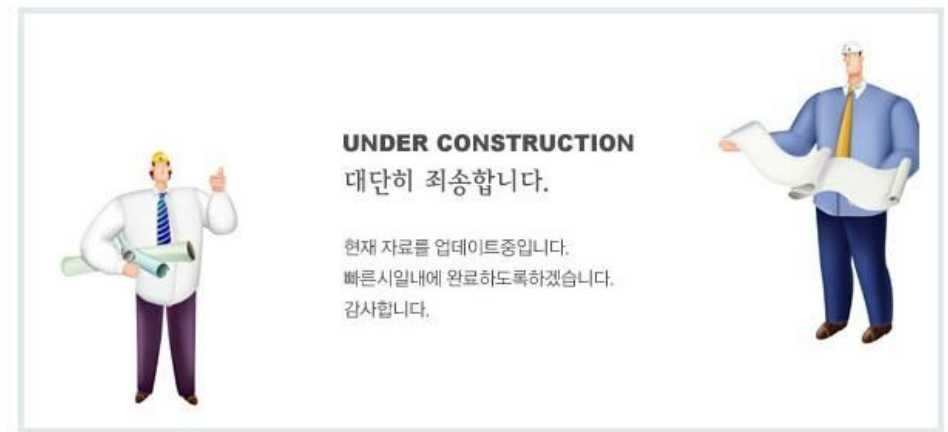 UNDER CONSTRUCTION
대단히 죄송합니다.
현재 자료를 업데이트중입니다.
빠른시일내에 완료하도록하겠습니다.
감사합니다.